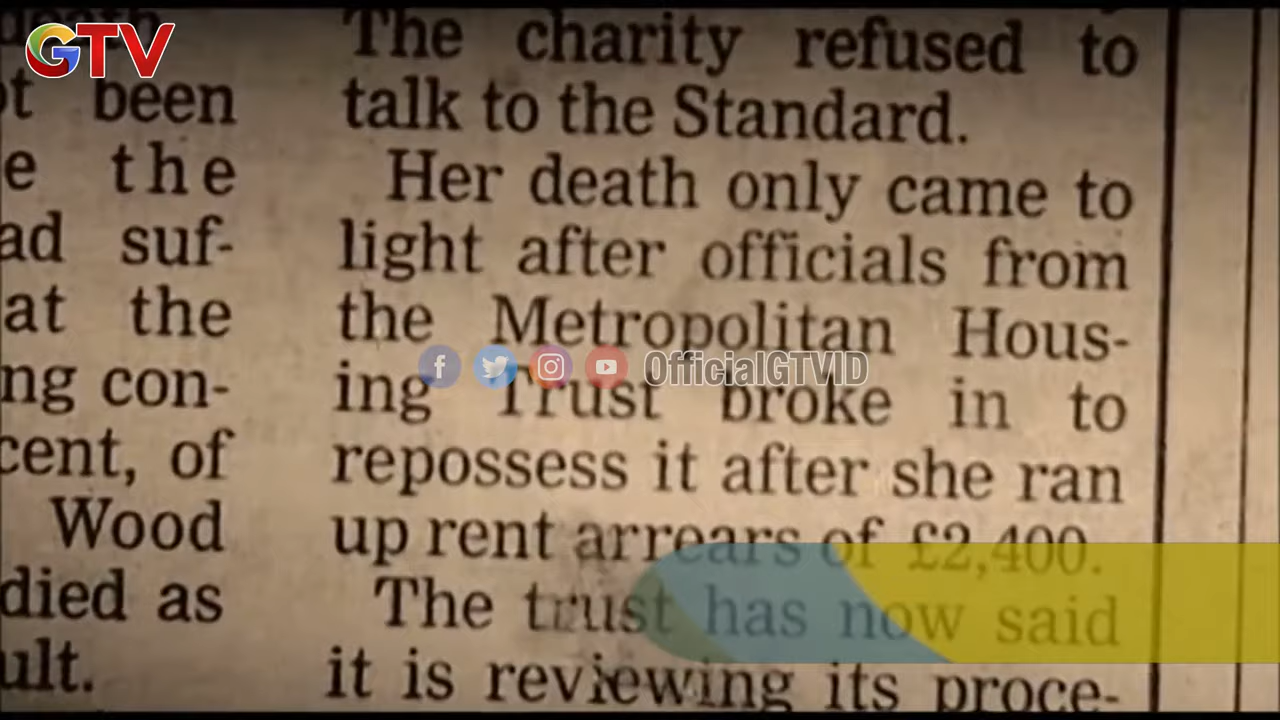 GTV
ot been
e the
ad suf-
at the
ng con-
cent, of
Wood
died as
ult.
The charity refused to
talk to the Standard.
Her death only came to
light after officials from
the Metropolitan Hous-
ing Trust broke in to
repossess it after she ran
up rent arrears of £2,400.
The trust has now said
it is reviewing its proce-
OfficialGTVID